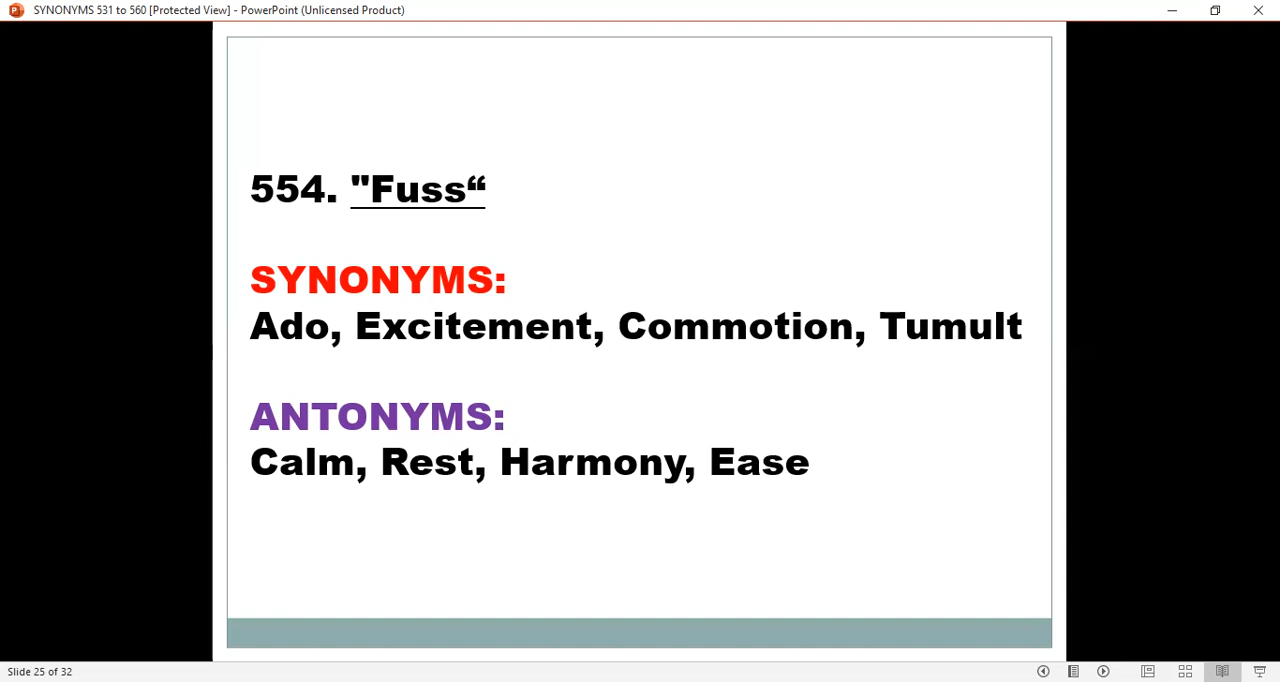 SYNONYMS 531 to 560 [Protected View] - PowerPoint (Unlicensed Product)
554. "Fuss“
SYNONYMS:
Ado, Excitement, Commotion, Tumult
ANTONYMS:
Calm, Rest, Harmony, Ease
Slide 25 of 32